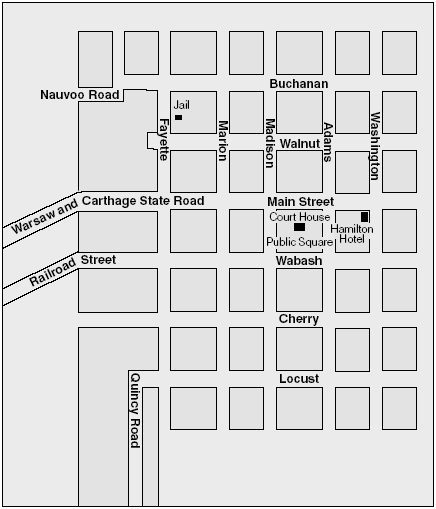 Buchanan
Nauvoo Road
Jail
Fayette
Marion
Madison
Adams
Washington
Walnut
Warsaw and Carthage State Road
Main Street
Court House
Public Square
Hamilton
Hotel
Railroad Street
Wabash
Cherry
Locust
Quincy Road